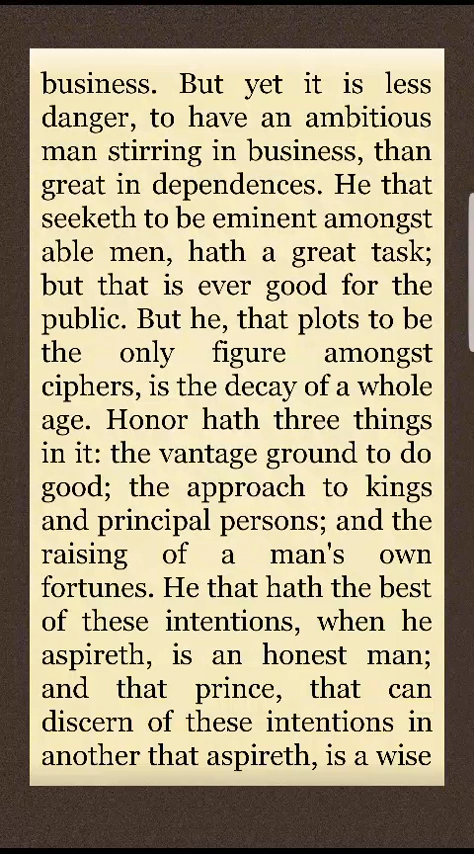 business. But yet it is less
danger, to have an ambitious
man stirring in business, than
great in dependences. He that
seeketh to be eminent amongst
able men, hath a great task;
but that is ever good for the
public. But he, that plots to be
the only figure amongst
ciphers, is the decay of a whole
age. Honor hath three things
in it: the vantage ground to do
good; the approach to kings
and principal persons; and the
raising of a man's own
fortunes. He that hath the best
of these intentions, when he
aspireth, is an honest man;
and that prince, that can
discern of these intentions in
another that aspireth, is a wise